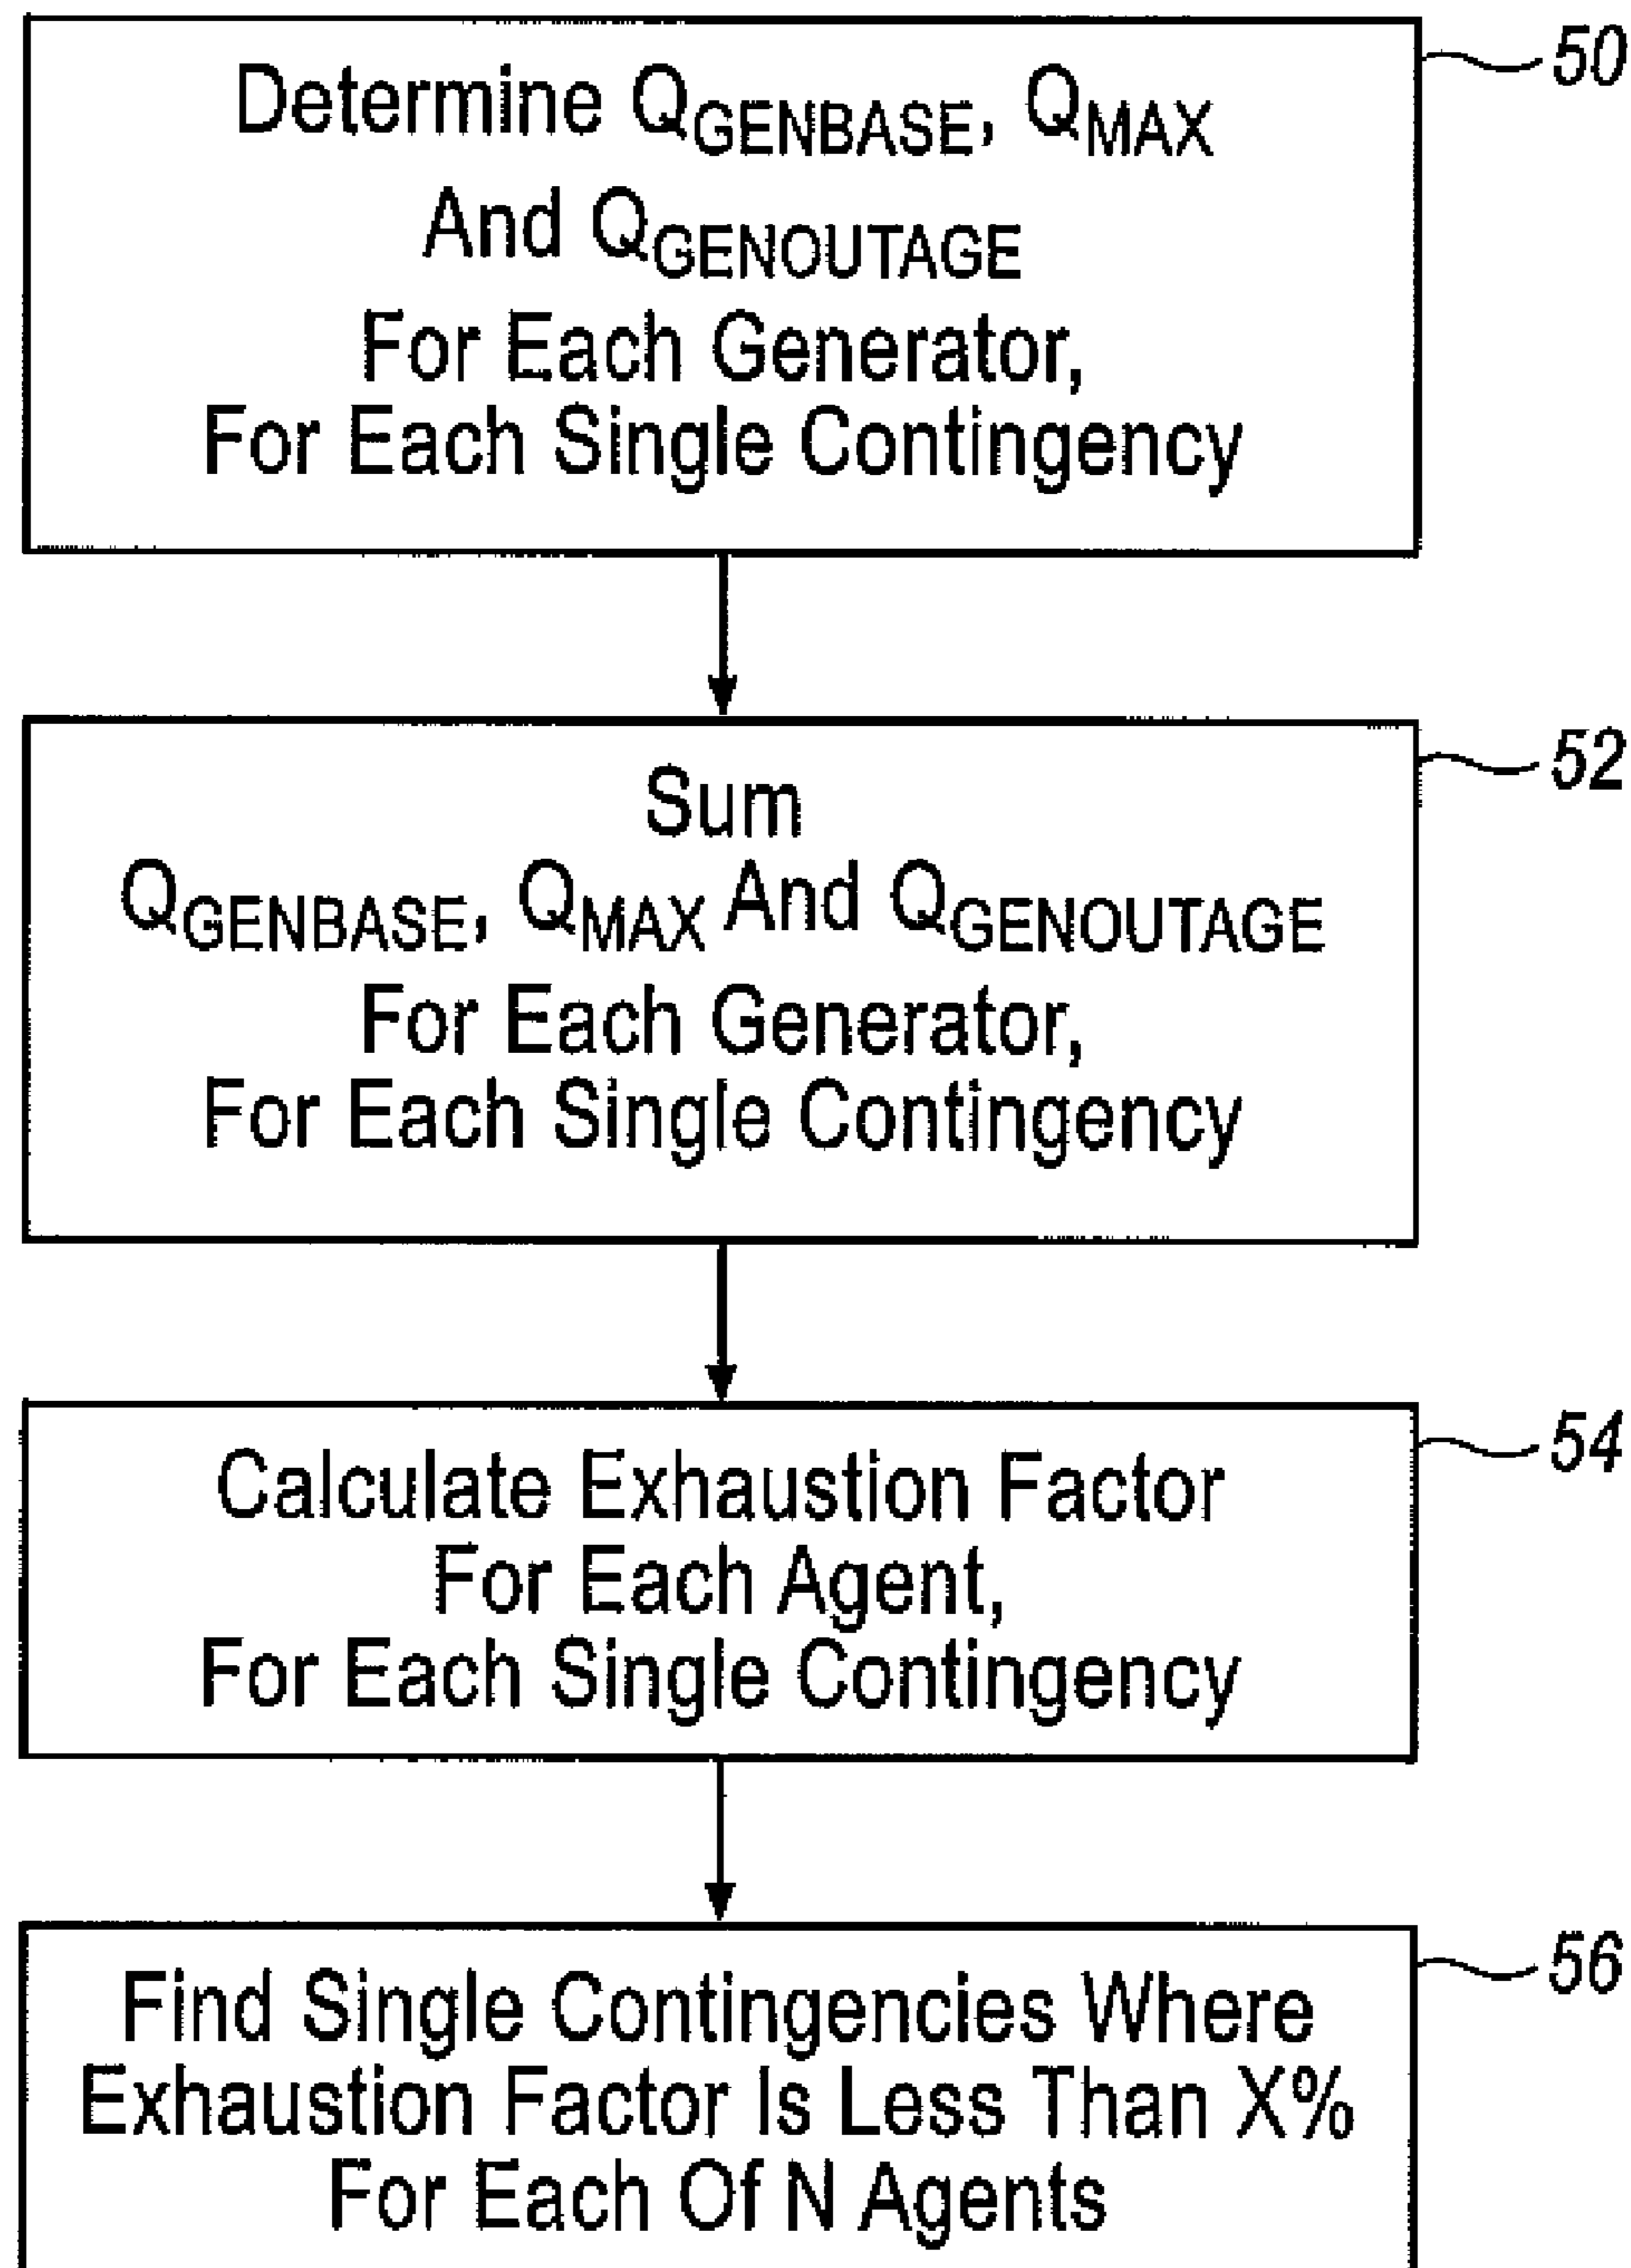 Determine QGENBASE, QMAX
And QGENOUTAGE
For Each Generator,
For Each Single Contingency
50
Sum
QGENBASE, QMAX And QGENOUTAGE
For Each Generator,
For Each Single Contingency
52
Calculate Exhaustion Factor
For Each Agent,
For Each Single Contingency
54
Find Single Contingencies Where
Exhaustion Factor Is Less Than X%
For Each Of N Agents
56